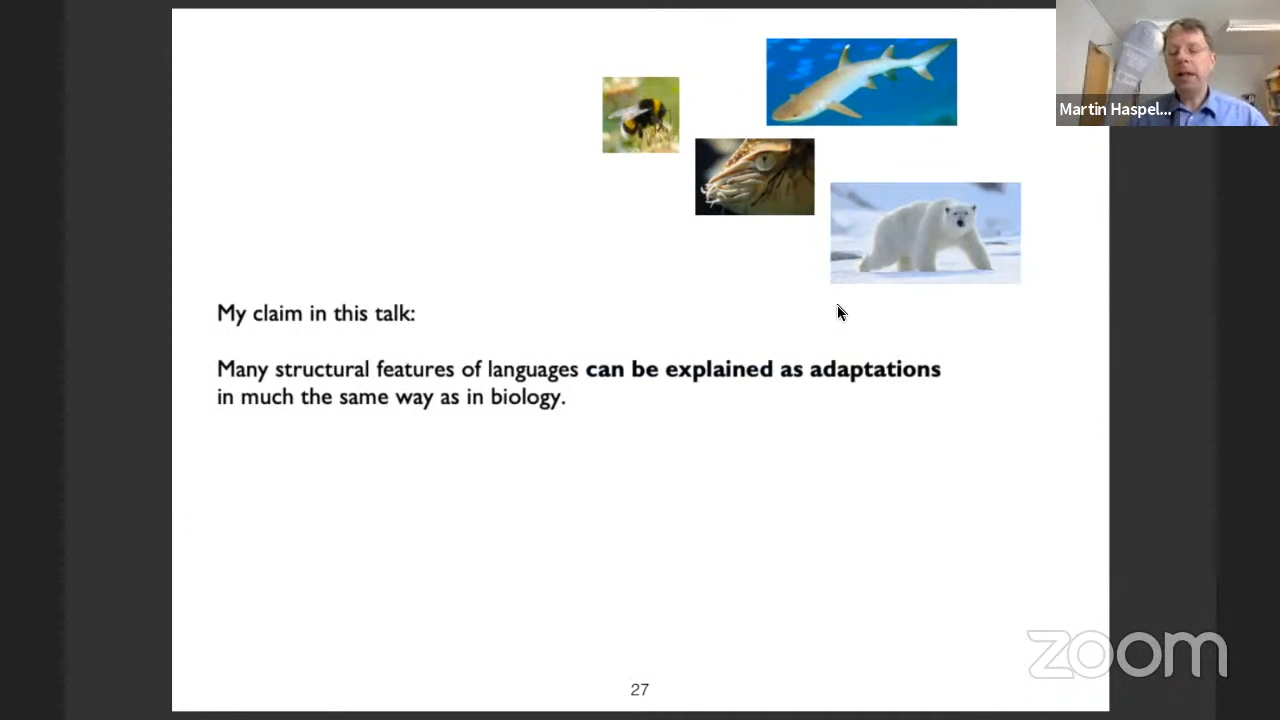 Martin Haspel...
My claim in this talk:
Many structural features of languages can be explained as adaptations
in much the same way as in biology.
zoom
27